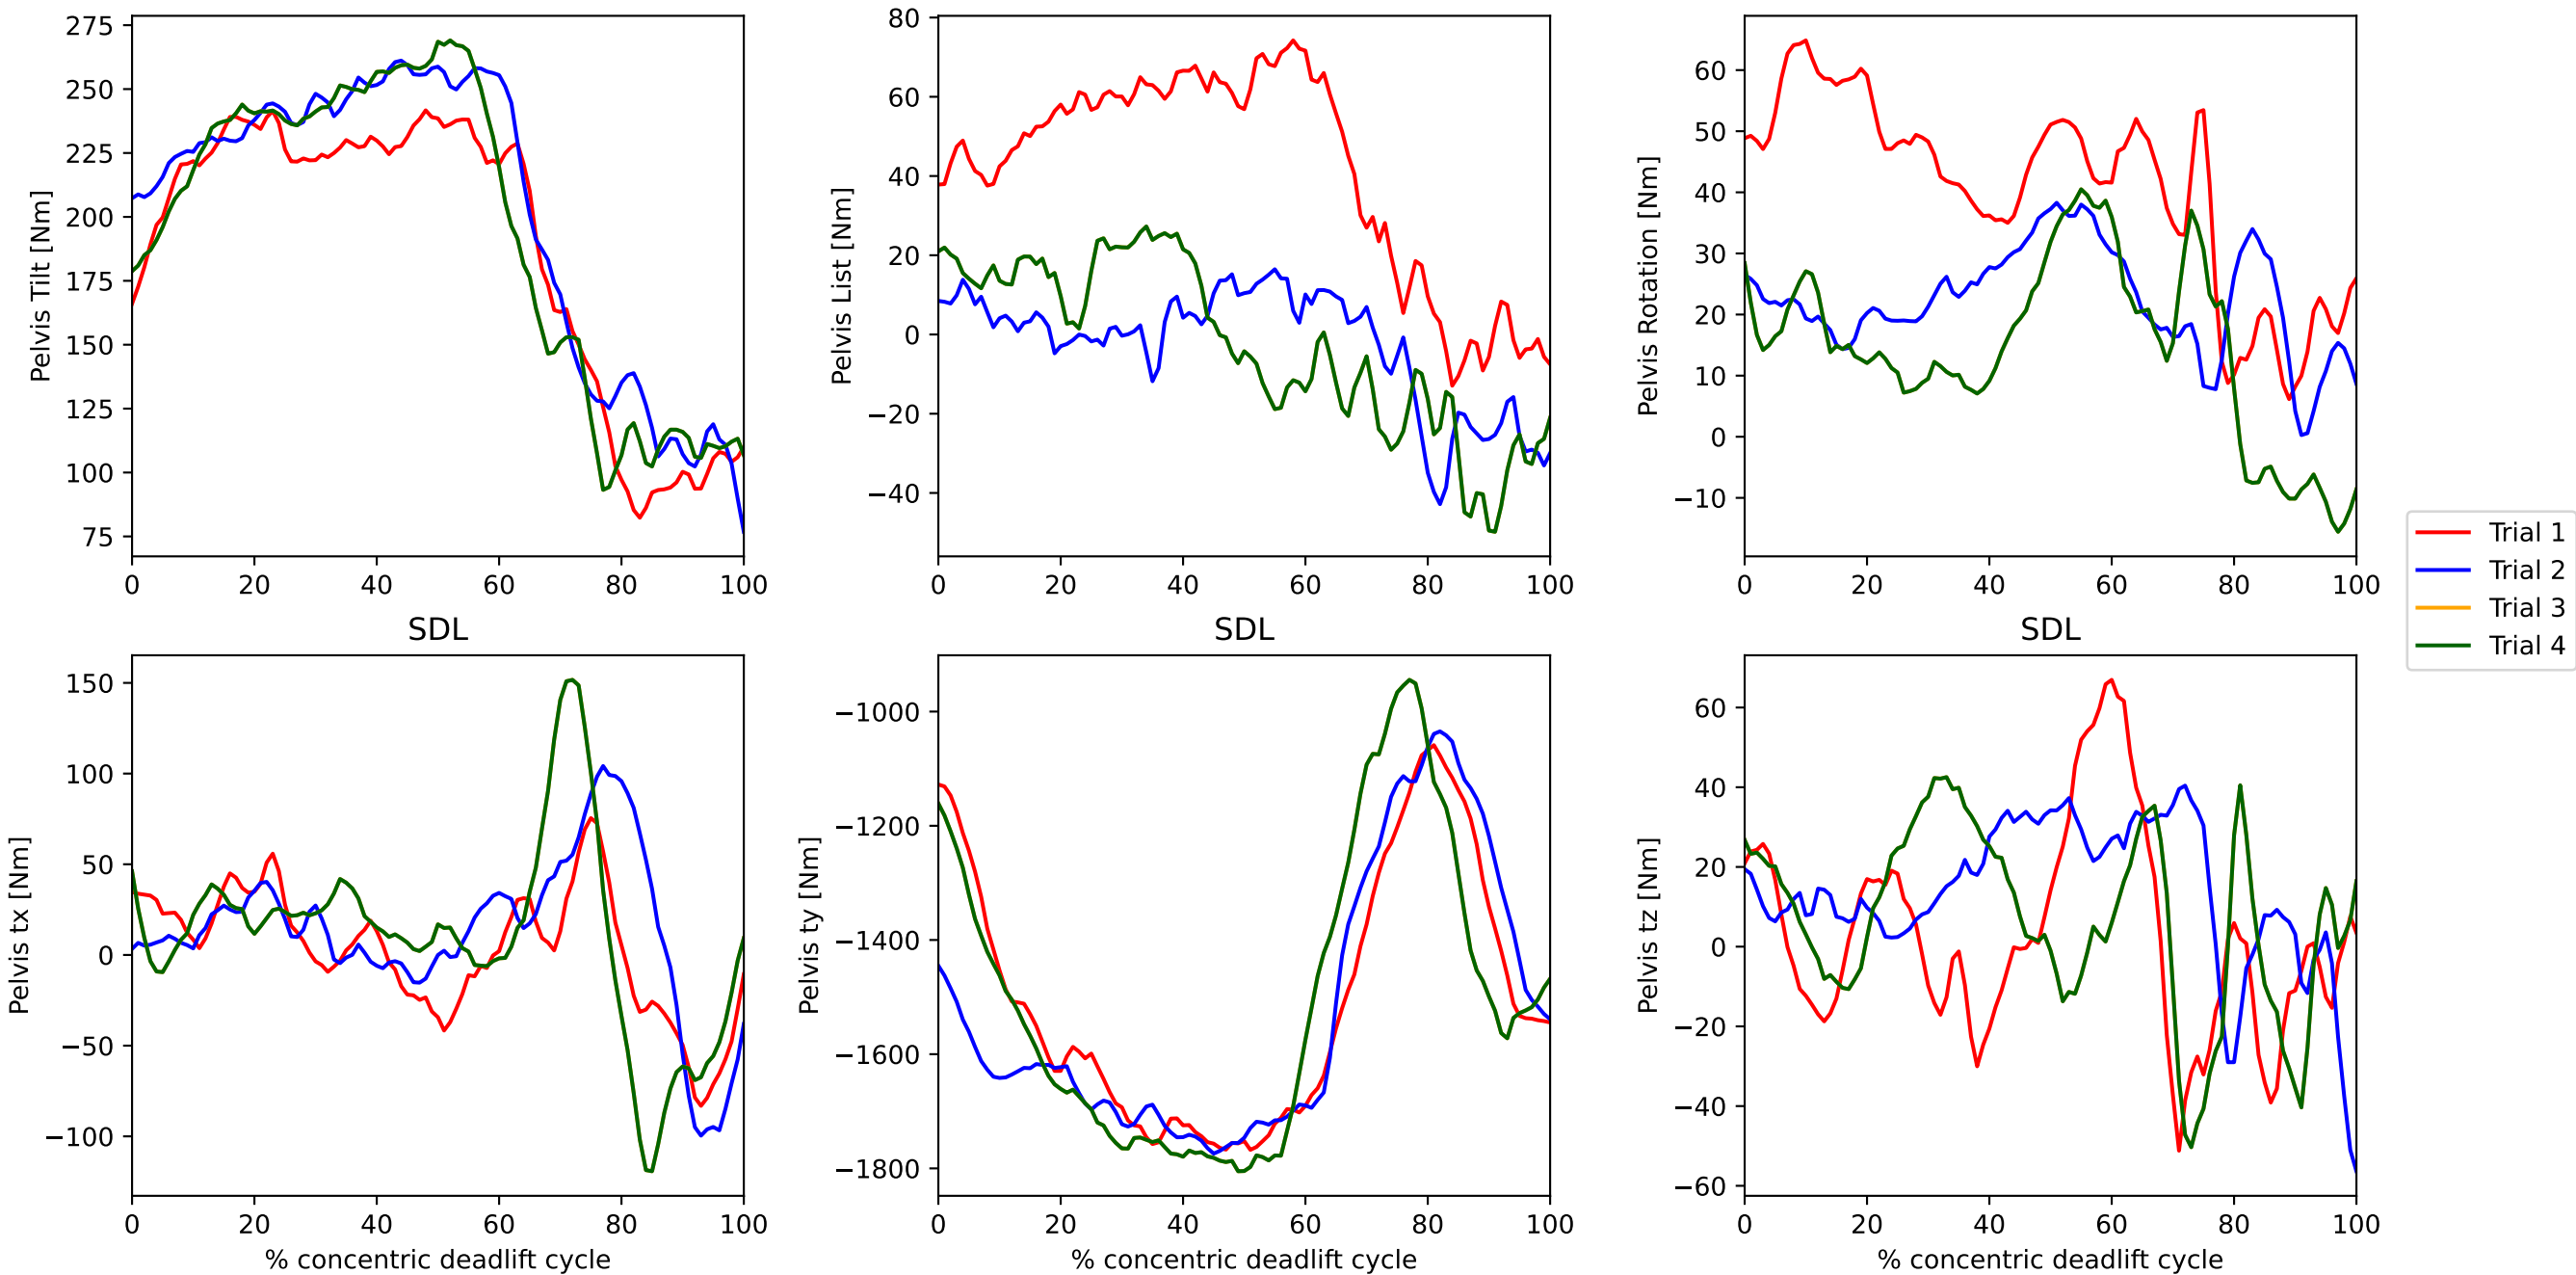 275
250
225
200
175
150
125
100
75
Pelvis Tilt [Nm]
0 20 40 60 80 100
80
60
40
20
0
−20
−40
Pelvis List [Nm]
0 20 40 60 80 100
60
50
40
30
20
10
0
−10
Pelvis Rotation [Nm]
0 20 40 60 80 100
Trial 1
Trial 2
Trial 3
Trial 4
SDL
150
100
50
0
−50
−100
Pelvis tx [Nm]
0 20 40 60 80 100
% concentric deadlift cycle
SDL
−1000
−1200
−1400
−1600
−1800
Pelvis ty [Nm]
0 20 40 60 80 100
% concentric deadlift cycle
SDL
60
40
20
0
−20
−40
−60
Pelvis tz [Nm]
0 20 40 60 80 100
% concentric deadlift cycle